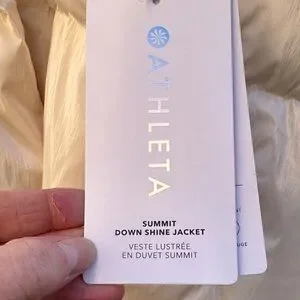 ATHLETA
SUMMIT
DOWN SHINE JACKET
VESTE LUSTRÉE
EN DUVET SUMMIT